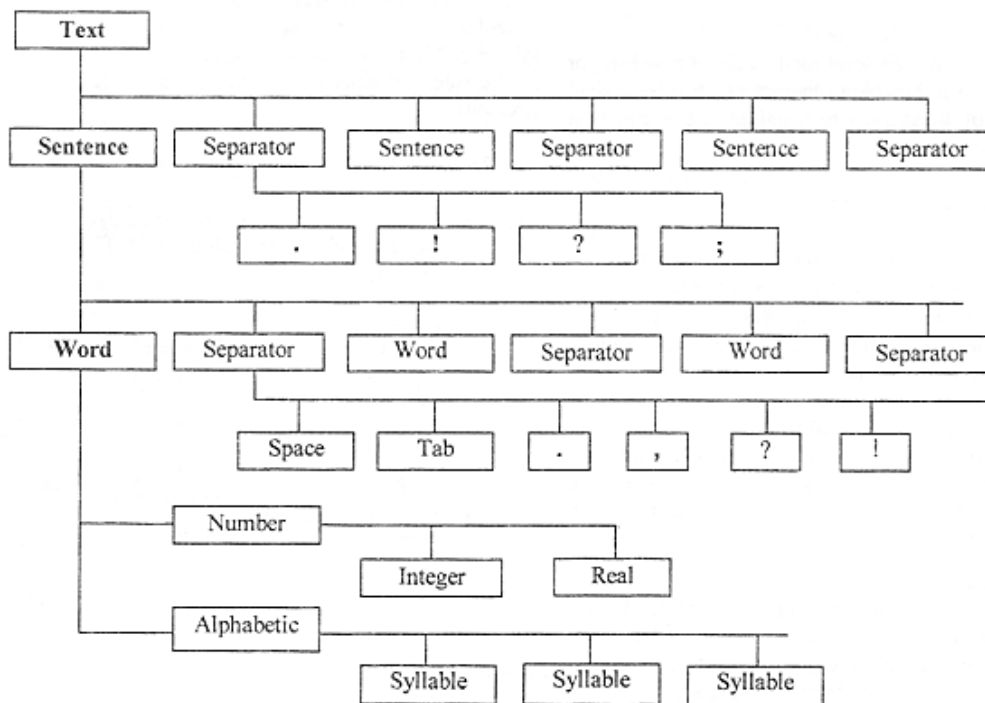 Text
Sentence Separator Sentence Separator Sentence Separator
. ! ? ;
Word Separator Word Separator Word Separator
Space Tab . , ? !
Number
Integer Real
Alphabetic
Syllable Syllable Syllable